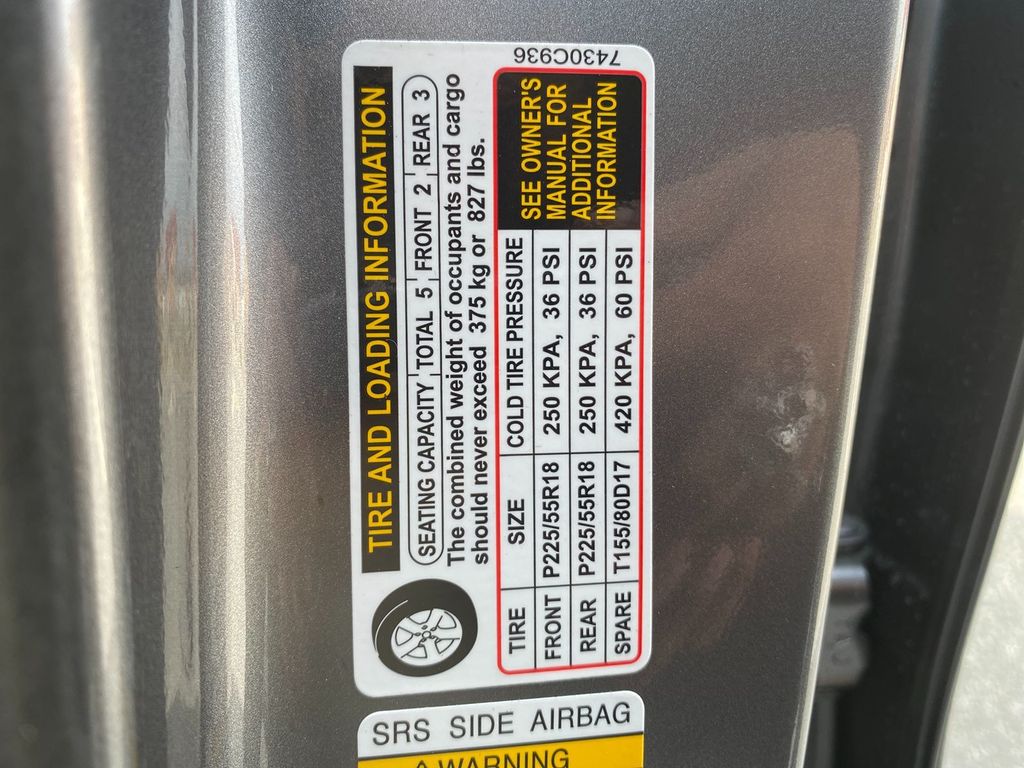 7430C936
TIRE AND LOADING INFORMATION
SEATING CAPACITY TOTAL 5 FRONT 2 REAR 3
The combined weight of occupants and cargo
should never exceed 375 kg or 827 lbs.
TIRE SIZE COLD TIRE PRESSURE
FRONT P225/55R18 250 KPA, 36 PSI
REAR P225/55R18 250 KPA, 36 PSI
SPARE T155/80D17 420 KPA, 60 PSI
SEE OWNER'S
MANUAL FOR
ADDITIONAL
INFORMATION
SRS SIDE AIRBAG
WARNING